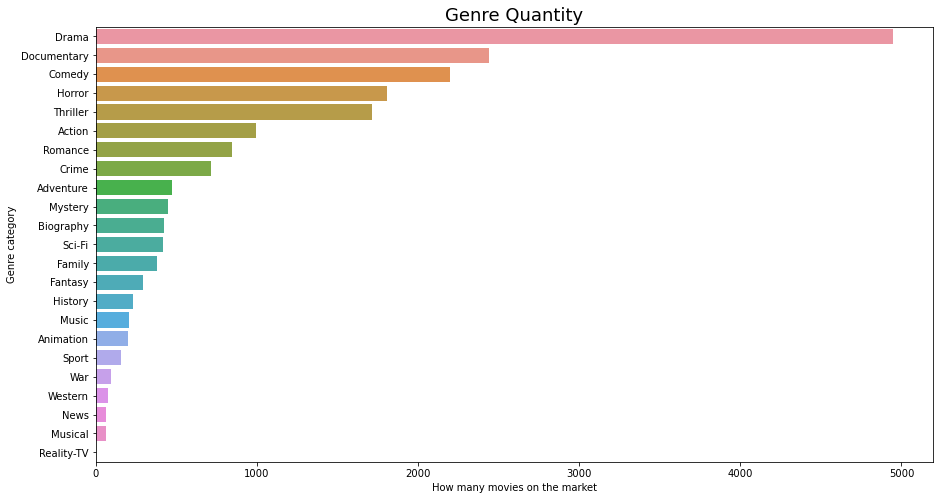 Genre Quantity
Genre category
Drama
Documentary
Comedy
Horror
Thriller
Action
Romance
Crime
Adventure
Mystery
Biography
Sci-Fi
Family
Fantasy
History
Music
Animation
Sport
War
Western
News
Musical
Reality-TV
0 1000 2000 3000 4000 5000
How many movies on the market